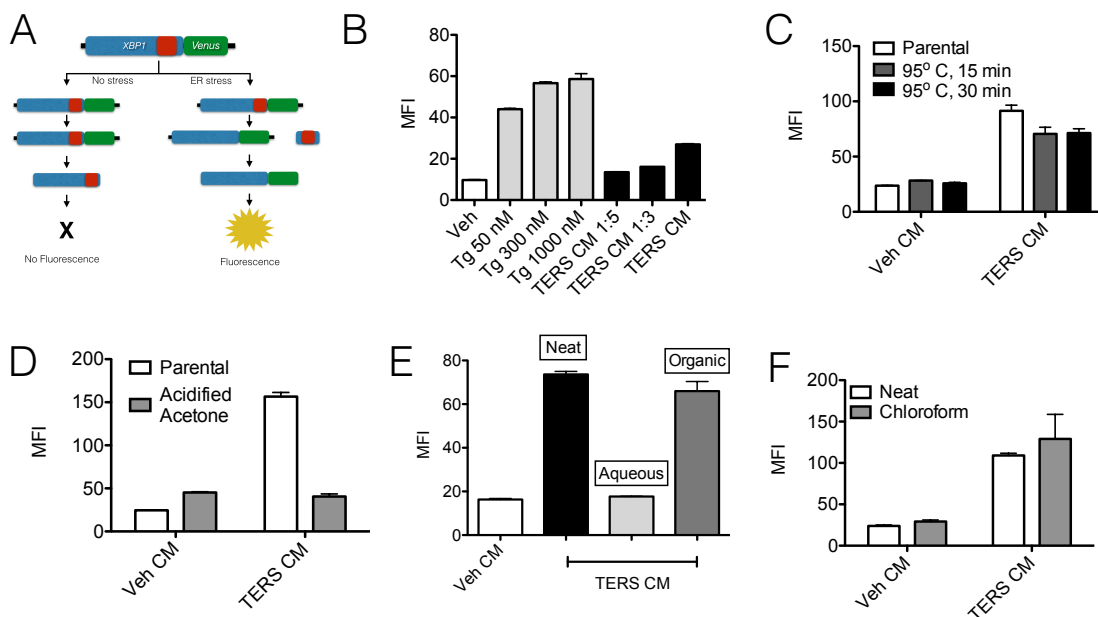 A
XBP1
Venus
No stress
ER stress
X
No Fluorescence
Fluorescence
B
MFI
80
60
40
20
0
Veh
Tg 50 nM
Tg 300 nM
Tg 1000 nM
TERS CM 1:5
TERS CM 1:3
TERS CM
C
MFI
150
100
50
0
Parental
95° C, 15 min
95° C, 30 min
Veh CM
TERS CM
D
MFI
200
150
100
50
0
Parental
Acidified
Acetone
Veh CM
TERS CM
E
MFI
80
60
40
20
0
Neat
Aqueous
Organic
Veh CM
TERS CM
F
MFI
200
150
100
50
0
Neat
Chloroform
Veh CM
TERS CM